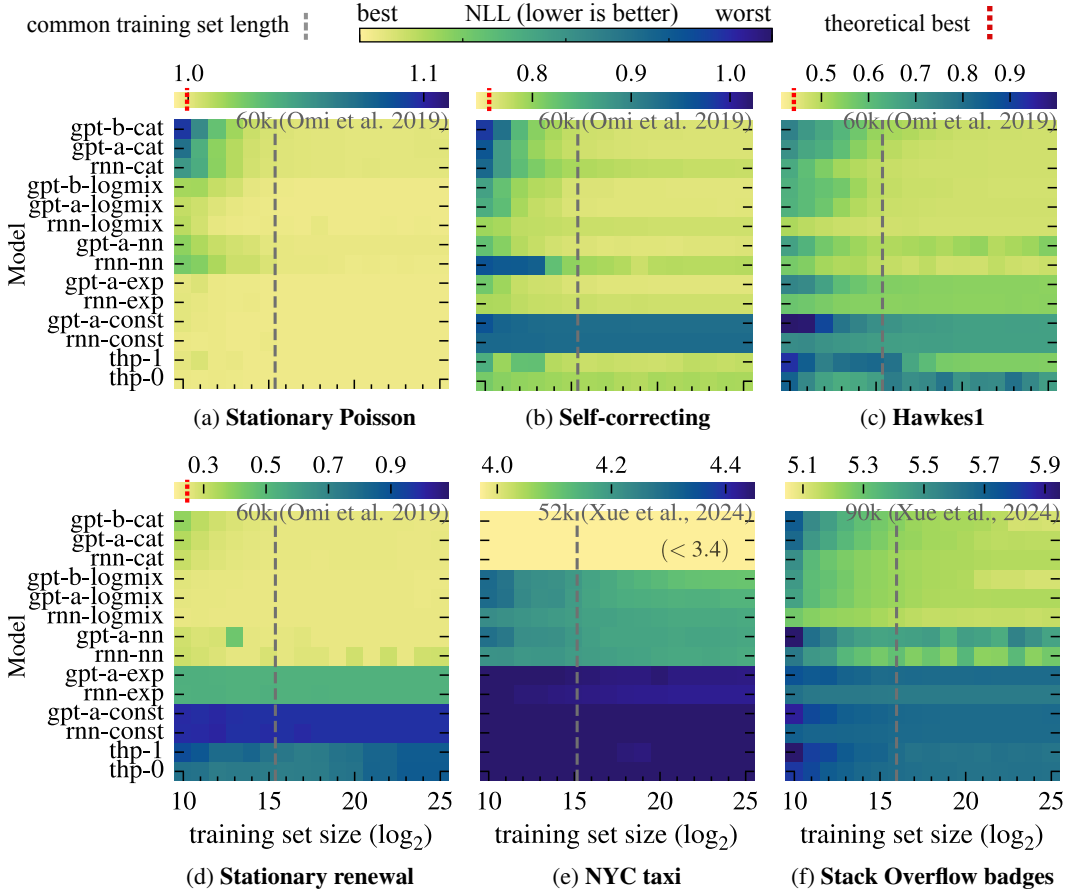 best NLL (lower is better) worst
common training set length
theoretical best
1.0 1.1
0.8 0.9 1.0
0.5 0.6 0.7 0.8 0.9
60k (Omi et al. 2019)
60k (Omi et al. 2019)
60k (Omi et al. 2019)
Model
gpt-b-cat
gpt-a-cat
rnn-cat
gpt-b-logmix
gpt-a-logmix
rnn-logmix
gpt-a-nn
rnn-nn
gpt-a-exp
rnn-exp
gpt-a-const
rnn-const
thp-1
thp-0
(a) Stationary Poisson
(b) Self-correcting
(c) Hawkes1
0.3 0.5 0.7 0.9
4.0 4.2 4.4
5.1 5.3 5.5 5.7 5.9
60k (Omi et al. 2019)
52k (Xue et al., 2024)
90k (Xue et al., 2024)
(< 3.4)
Model
gpt-b-cat
gpt-a-cat
rnn-cat
gpt-b-logmix
gpt-a-logmix
rnn-logmix
gpt-a-nn
rnn-nn
gpt-a-exp
rnn-exp
gpt-a-const
rnn-const
thp-1
thp-0
10 15 20 25
10 15 20 25
10 15 20 25
training set size (log₂)
training set size (log₂)
training set size (log₂)
(d) Stationary renewal
(e) NYC taxi
(f) Stack Overflow badges